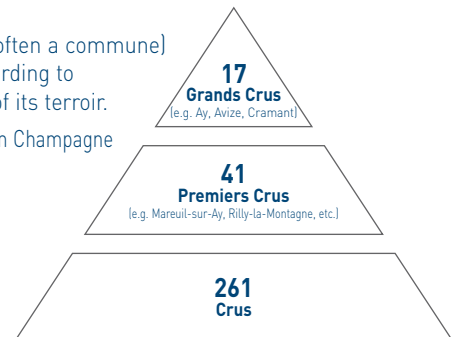 often a commune)
rding to
of its terroir.
n Champagne
17
Grands Crus
(e.g. Ay, Avize, Cramant)
41
Premiers Crus
(e.g. Mareuil-sur-Ay, Rilly-la-Montagne, etc.)
261
Crus